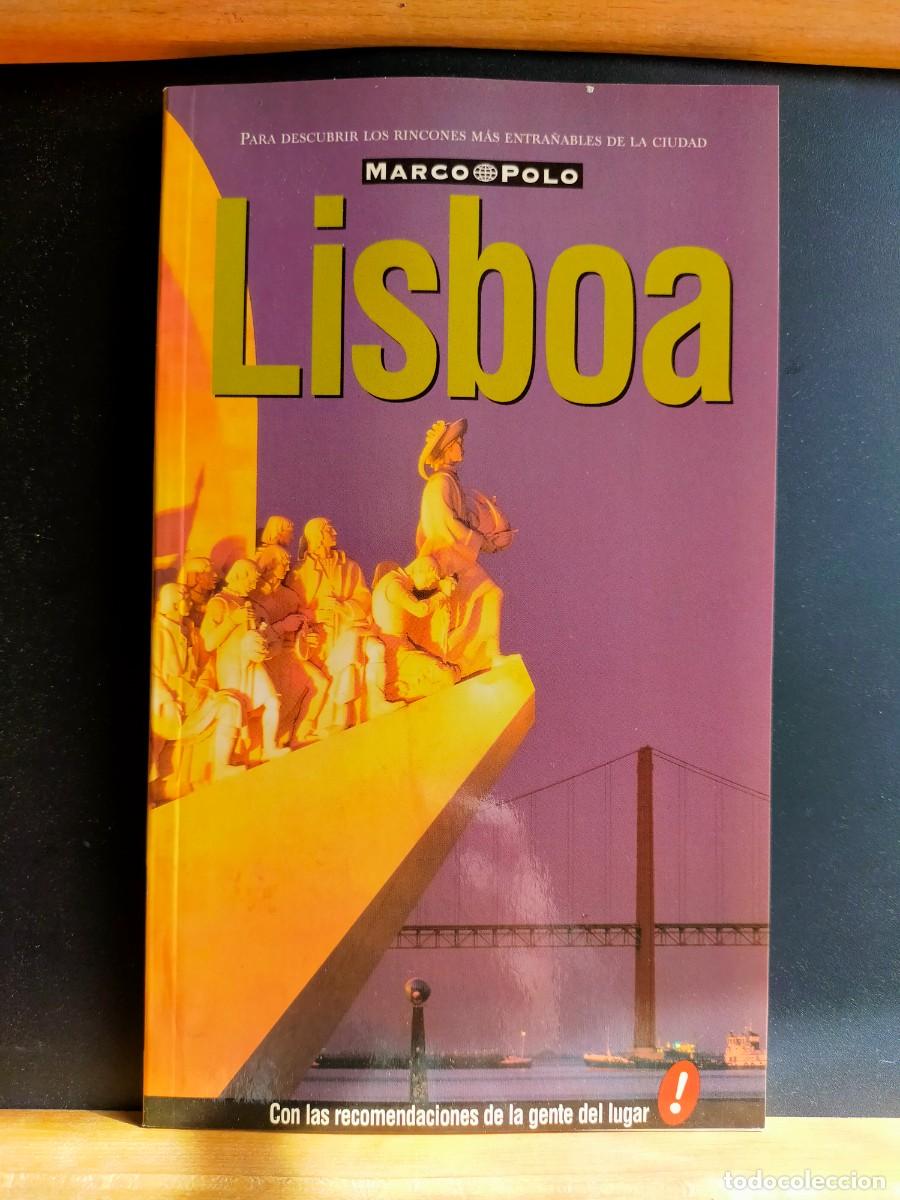 PARA DESCUBRIR LOS RINCONES MÁS ENTRAÑABLES DE LA CIUDAD
MARCO POLO
Lisboa
Con las recomendaciones de la gente del lugar !
todocoleccion